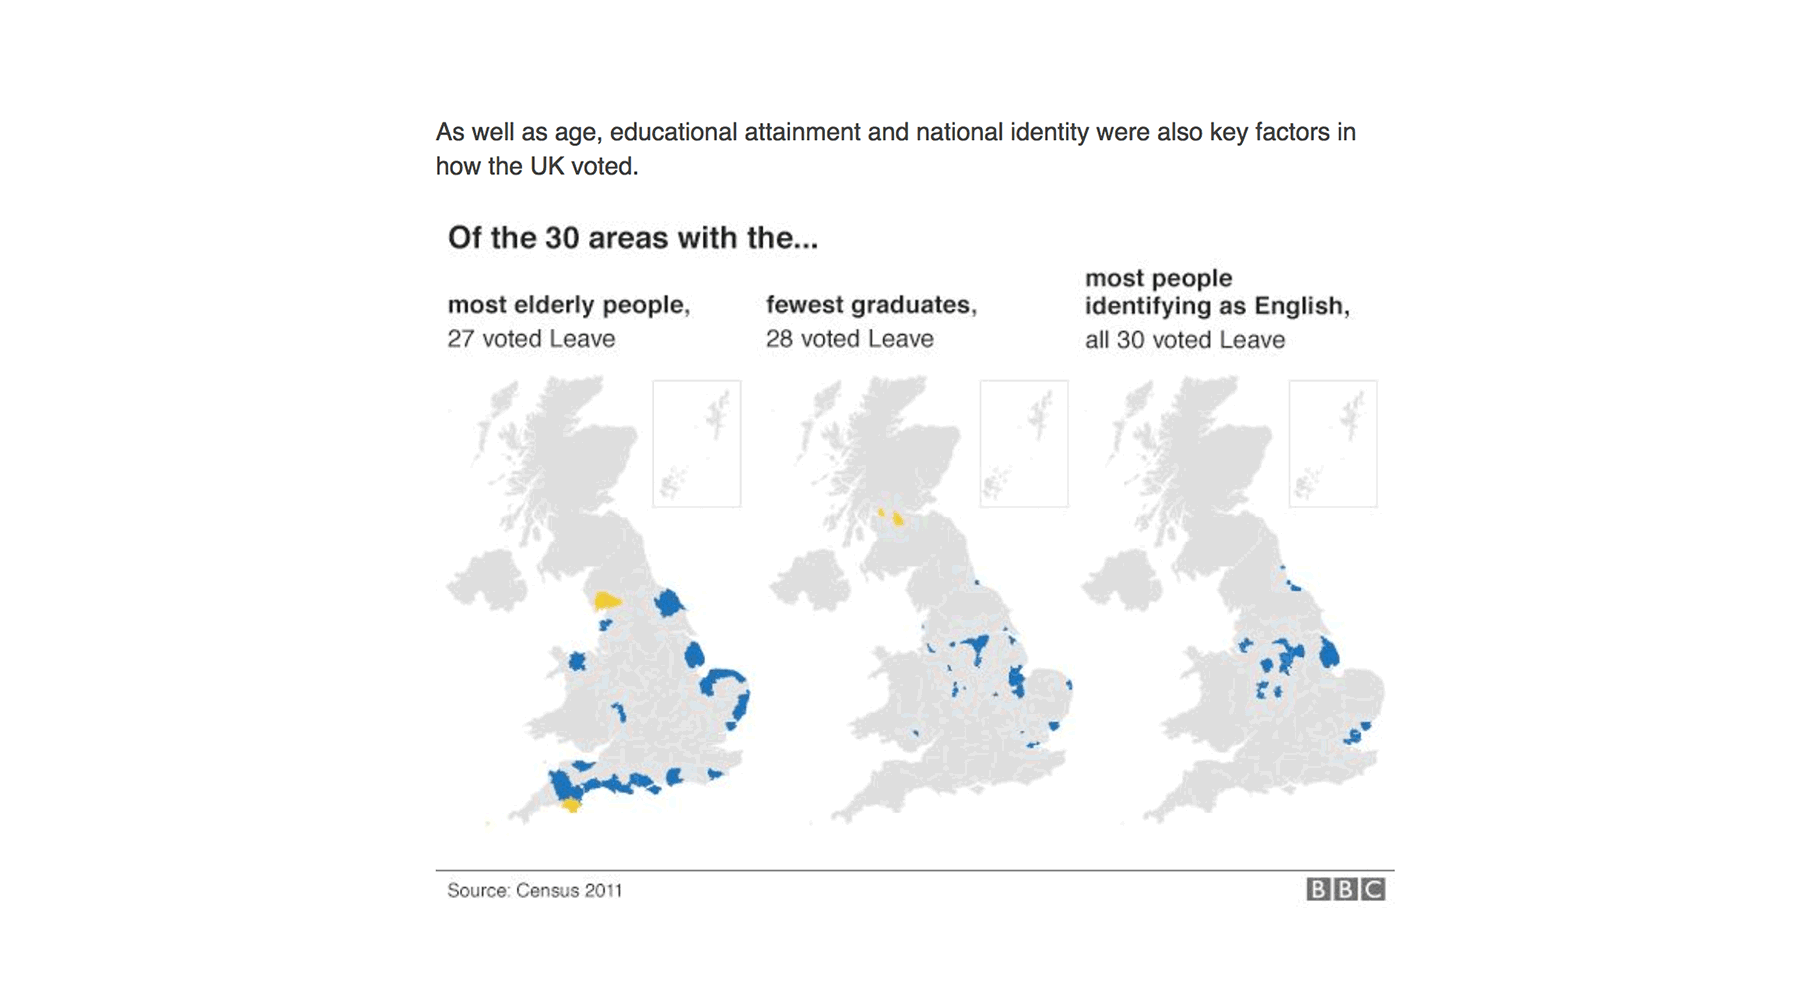 As well as age, educational attainment and national identity were also key factors in
how the UK voted.
Of the 30 areas with the...
most elderly people,
27 voted Leave
fewest graduates,
28 voted Leave
most people
identifying as English,
all 30 voted Leave
Source: Census 2011
BBC